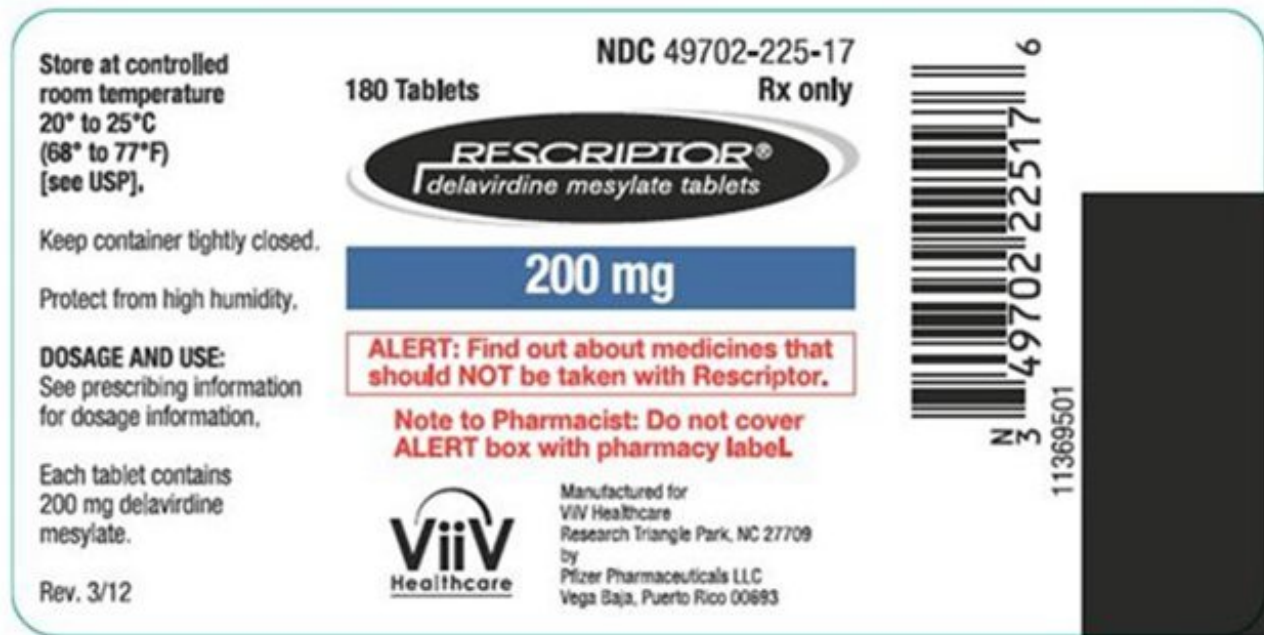 Store at controlled
room temperature
20° to 25°C
(68° to 77°F)
[see USP].
Keep container tightly closed.
Protect from high humidity.
DOSAGE AND USE:
See prescribing information
for dosage information.
Each tablet contains
200 mg delavirdine
mesylate.
Rev. 3/12
NDC 49702-225-17
180 Tablets Rx only
RESCRIPTOR®
delavirdine mesylate tablets
200 mg
ALERT: Find out about medicines that
should NOT be taken with Rescriptor.
Note to Pharmacist: Do not cover
ALERT box with pharmacy label.
ViiV
Healthcare
Manufactured for
ViiV Healthcare
Research Triangle Park, NC 27709
by
Pfizer Pharmaceuticals LLC
Vega Baja, Puerto Rico 00693
N
3 49702 22517 6
11369501